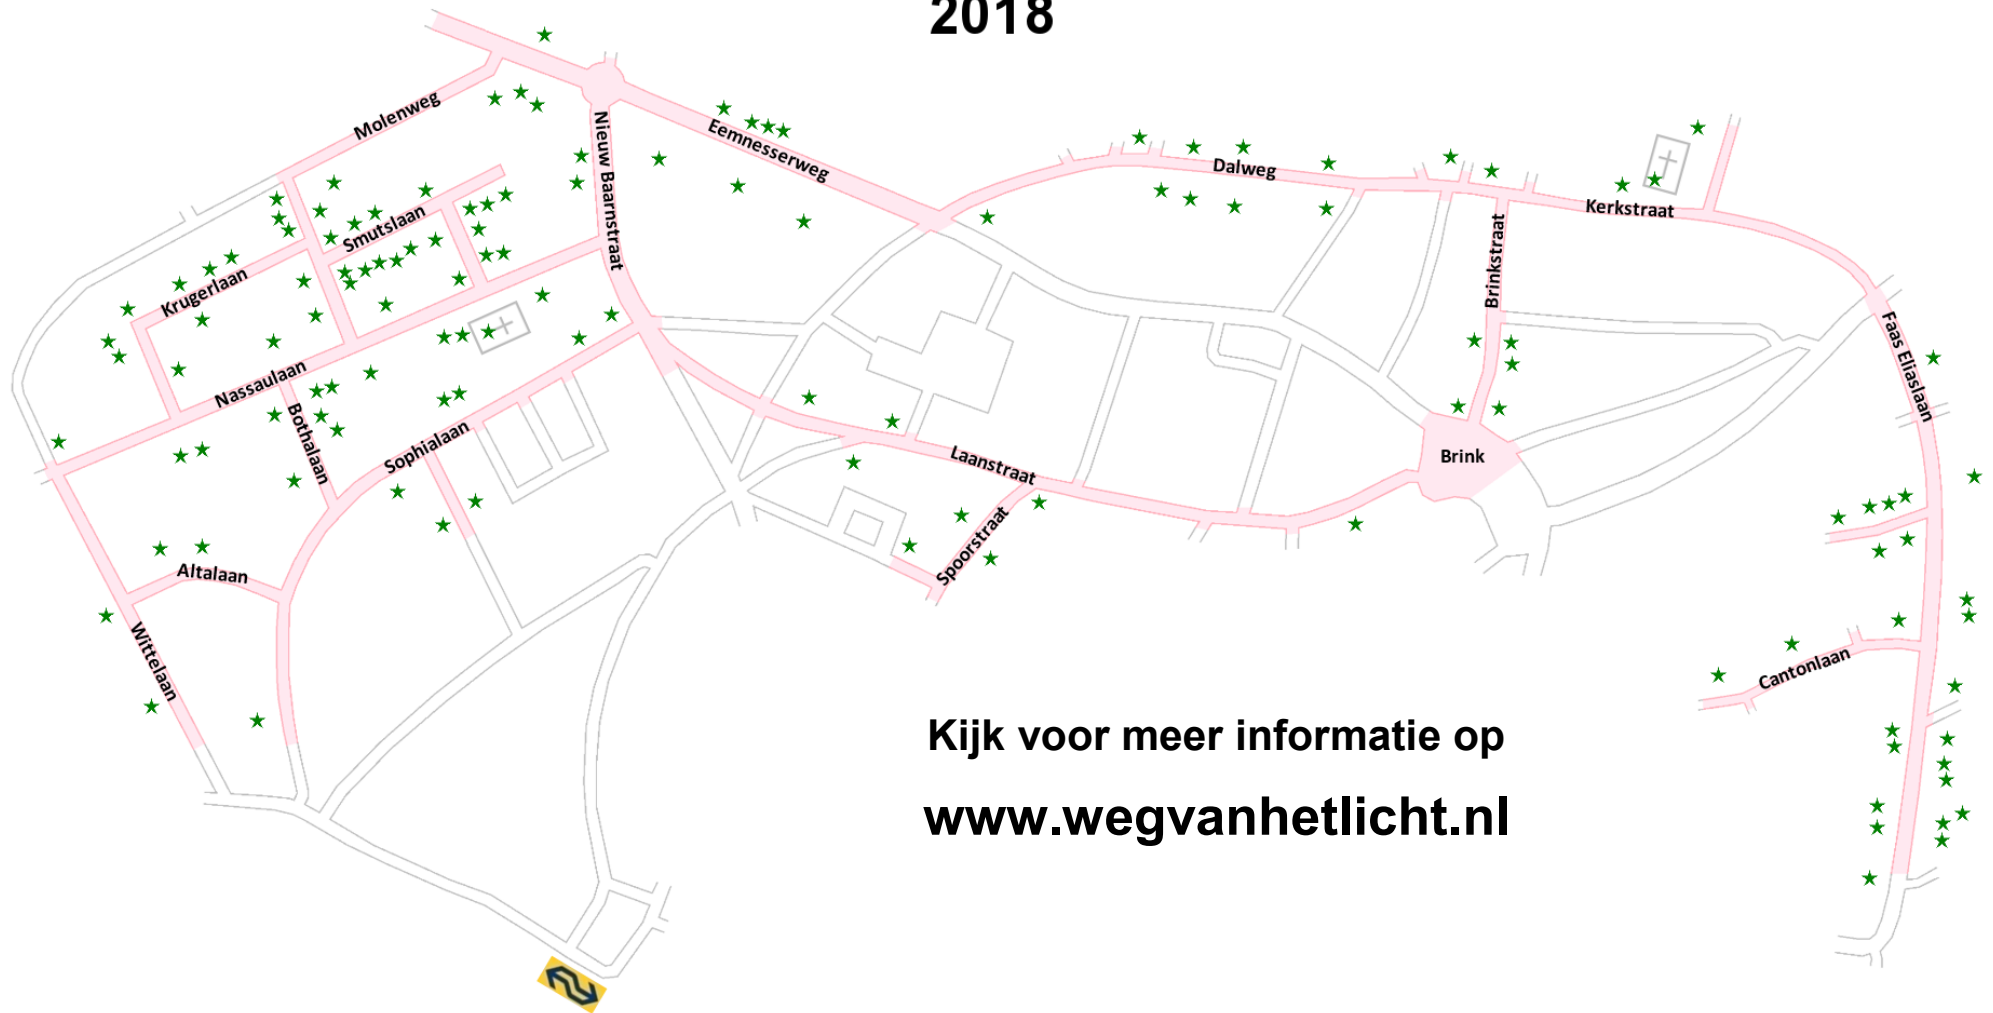 2018
Molenweg
Nieuw Baarnstraat
Eemnesserweg
Dalweg
Kerkstraat
Smutslaan
Brinkstraat
Krugerlaan
Faas Eliaslaan
Nassaulaan
Bothalaan
Sophialaan
Laanstraat
Brink
Spoorstraat
Altalaan
Wittelaan
Cantonlaan
Kijk voor meer informatie op
www.wegvanhetlicht.nl